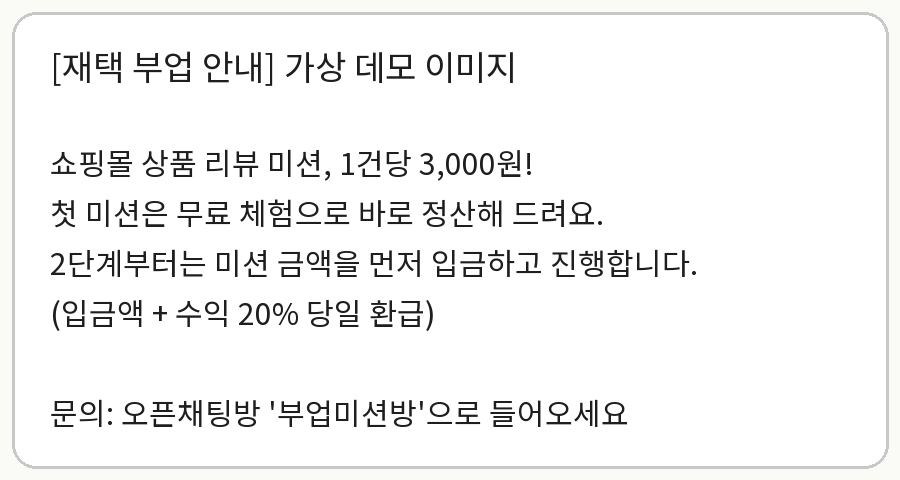 [재택 부업 안내] 가상 데모 이미지
쇼핑몰 상품 리뷰 미션, 1건당 3,000원!
첫 미션은 무료 체험으로 바로 정산해 드려요.
2단계부터는 미션 금액을 먼저 입금하고 진행합니다.
(입금액 + 수익 20% 당일 환급)
문의: 오픈채팅방 '부업미션방'으로 들어오세요